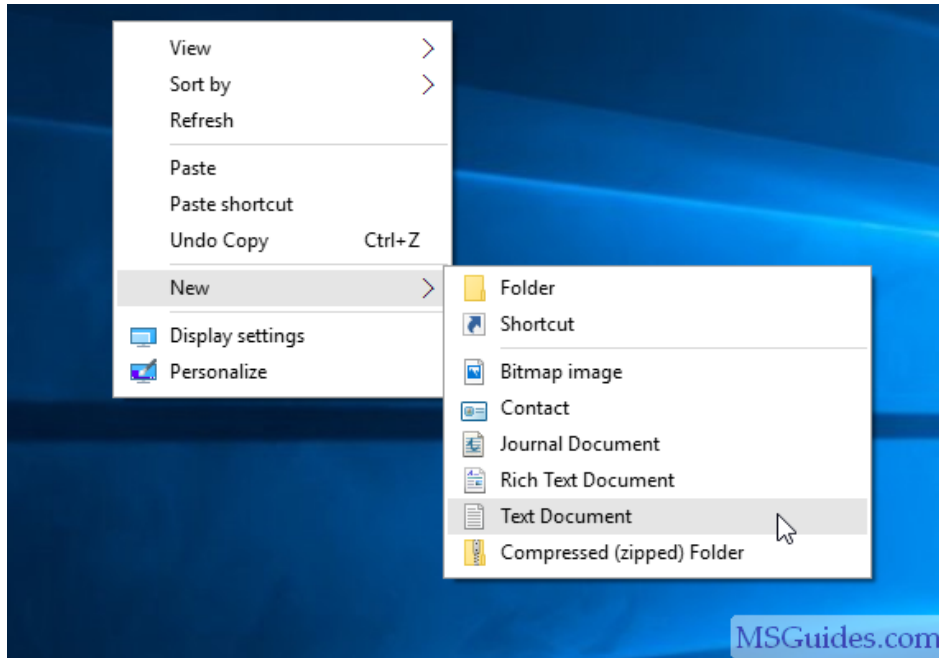 View
Sort by
Refresh
Paste
Paste shortcut
Undo Copy Ctrl+Z
New
Display settings
Personalize
Folder
Shortcut
Bitmap image
Contact
Journal Document
Rich Text Document
Text Document
Compressed (zipped) Folder
MSGuides.com